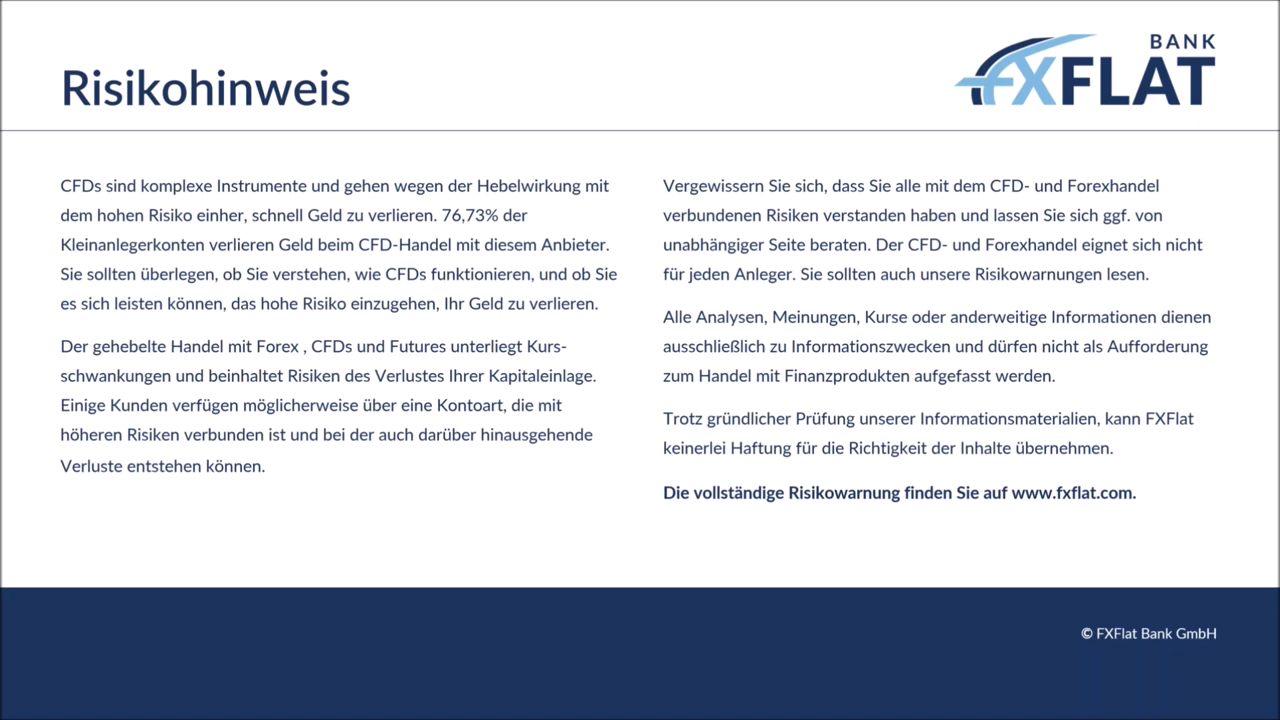 Risikohinweis
BANK
FXFLAT
CFDs sind komplexe Instrumente und gehen wegen der Hebelwirkung mit
dem hohen Risiko einher, schnell Geld zu verlieren. 76,73% der
Kleinanlegerkonten verlieren Geld beim CFD-Handel mit diesem Anbieter.
Sie sollten überlegen, ob Sie verstehen, wie CFDs funktionieren, und ob Sie
es sich leisten können, das hohe Risiko einzugehen, Ihr Geld zu verlieren.
Der gehebelte Handel mit Forex , CFDs und Futures unterliegt Kurs-
schwankungen und beinhaltet Risiken des Verlustes Ihrer Kapitaleinlage.
Einige Kunden verfügen möglicherweise über eine Kontoart, die mit
höheren Risiken verbunden ist und bei der auch darüber hinausgehende
Verluste entstehen können.
Vergewissern Sie sich, dass Sie alle mit dem CFD- und Forexhandel
verbundenen Risiken verstanden haben und lassen Sie sich ggf. von
unabhängiger Seite beraten. Der CFD- und Forexhandel eignet sich nicht
für jeden Anleger. Sie sollten auch unsere Risikowarnungen lesen.
Alle Analysen, Meinungen, Kurse oder anderweitige Informationen dienen
ausschließlich zu Informationszwecken und dürfen nicht als Aufforderung
zum Handel mit Finanzprodukten aufgefasst werden.
Trotz gründlicher Prüfung unserer Informationsmaterialien, kann FXFlat
keinerlei Haftung für die Richtigkeit der Inhalte übernehmen.
Die vollständige Risikowarnung finden Sie auf www.fxflat.com.
© FXFlat Bank GmbH